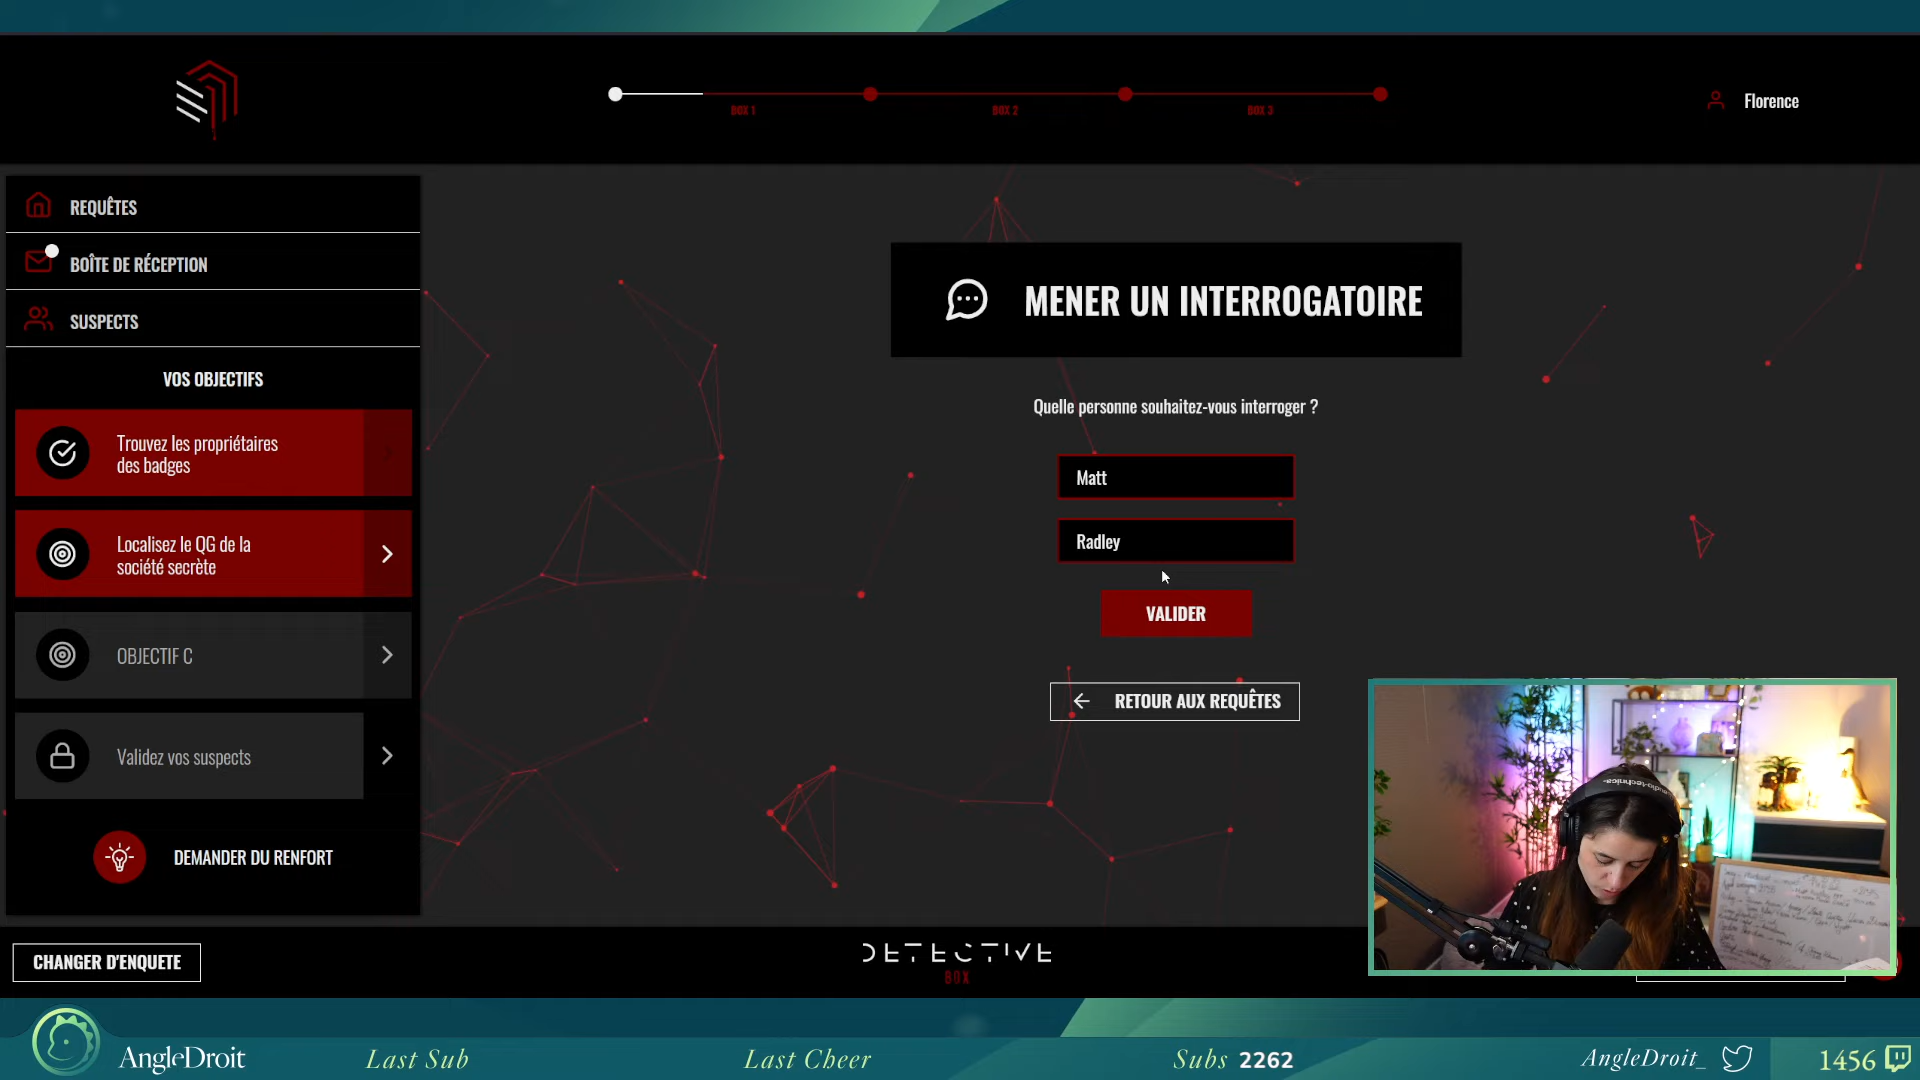 BOX 1
BOX 2
BOX 3
Florence
REQUÊTES
BOÎTE DE RÉCEPTION
SUSPECTS
VOS OBJECTIFS
Trouvez les propriétaires
des badges
Localisez le QG de la
société secrète
OBJECTIF C
Validez vos suspects
DEMANDER DU RENFORT
MENER UN INTERROGATOIRE
Quelle personne souhaitez-vous interroger ?
Matt
Radley
VALIDER
RETOUR AUX REQUÊTES
audio-technica
CHANGER D'ENQUETE
DETECTIVE
BOX
AngleDroit
Last Sub
Last Cheer
Subs 2262
AngleDroit_
1456